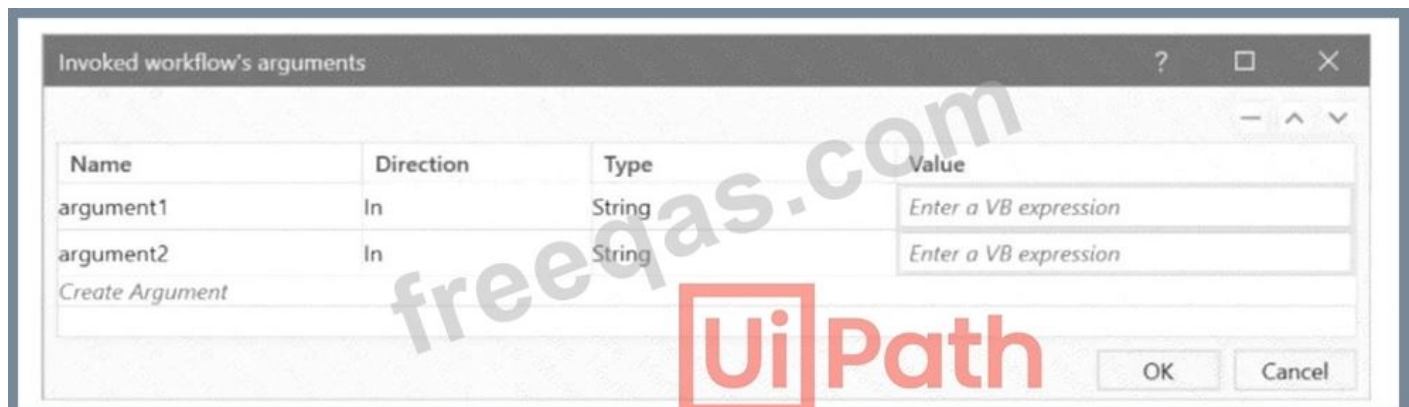 Invoked workflow's arguments ?
Name Direction Type Value
argument1 In String Enter a VB expression
argument2 In String Enter a VB expression
Create Argument
freeqas.com
UiPath
OK Cancel